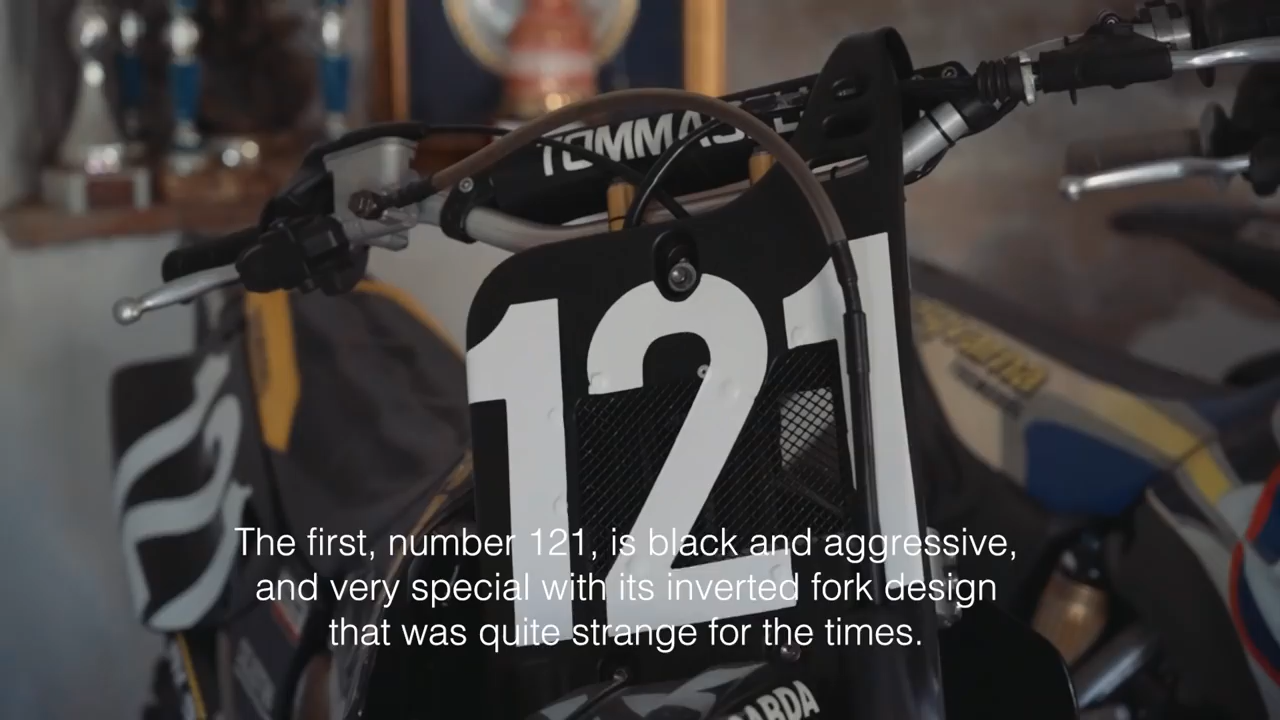 TOMMASELLI
121
The first, number 121, is black and aggressive,
and very special with its inverted fork design
that was quite strange for the times.